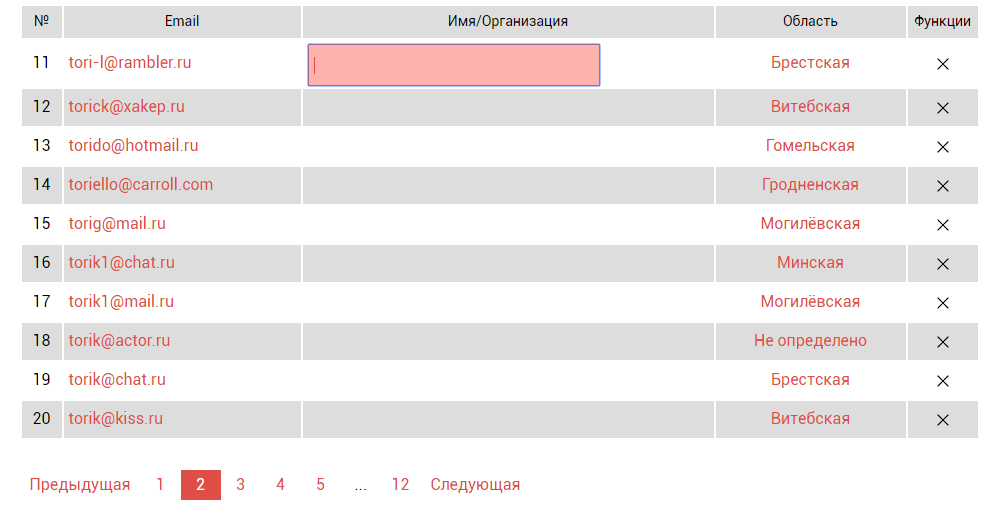 № Email Имя/Организация Область Функции
11 tori-l@rambler.ru Брестская
12 torick@xakep.ru Витебская
13 torido@hotmail.ru Гомельская
14 toriello@carroll.com Гродненская
15 torig@mail.ru Могилёвская
16 torik1@chat.ru Минская
17 torik1@mail.ru Могилёвская
18 torik@actor.ru Не определено
19 torik@chat.ru Брестская
20 torik@kiss.ru Витебская
Предыдущая 1 2 3 4 5 ... 12 Следующая